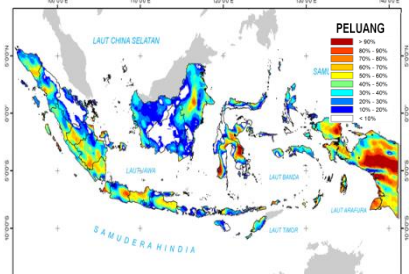 LAUT CHINA SELATAN
PELUANG
> 90%
80% - 90%
70% - 80%
60% - 70%
50% - 60%
40% - 50%
30% - 40%
20% - 30%
10% - 20%
< 10%
LAUT JAWA
LAUT BANDA
LAUT ARAFURA
LAUT TIMOR
SAMUDERA HINDIA